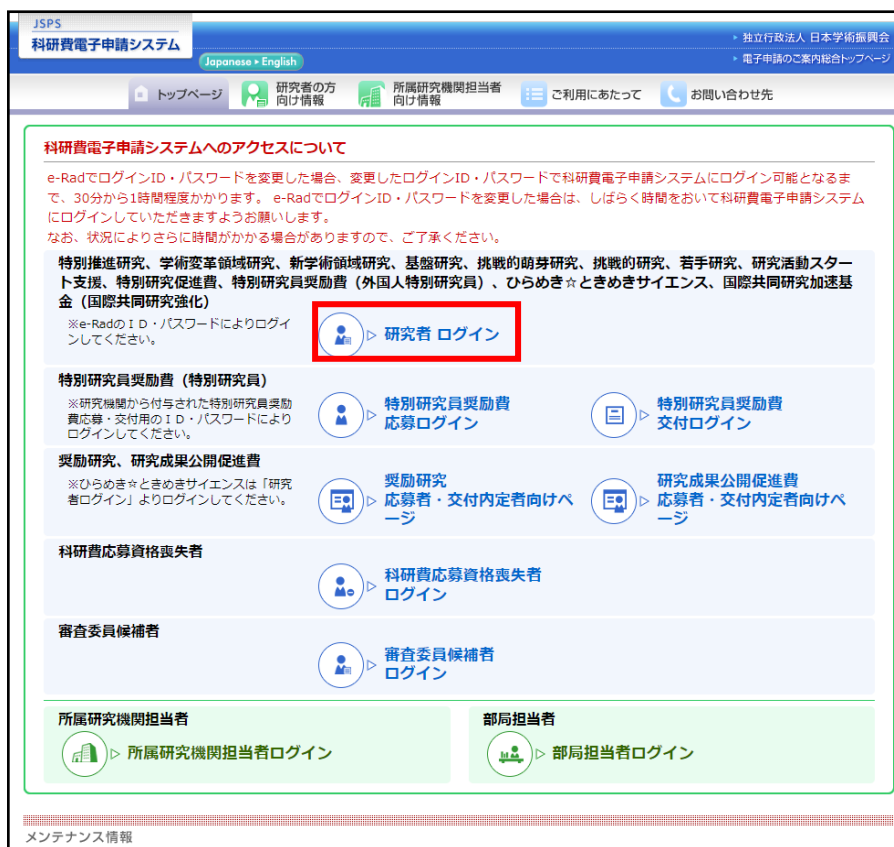 JSPS
科研費電子申請システム
Japanese ▸ English
独立行政法人 日本学術振興会
電子申請のご案内総合トップページ
トップページ
研究者の方
向け情報
所属研究機関担当者
向け情報
ご利用にあたって
お問い合わせ先
科研費電子申請システムへのアクセスについて
e-RadでログインID・パスワードを変更した場合、変更したログインID・パスワードで科研費電子申請システムにログイン可能となるま
で、30分から1時間程度かかります。 e-RadでログインID・パスワードを変更した場合は、しばらく時間をおいて科研費電子申請システム
にログインしていただきますようお願いします。
なお、状況によりさらに時間がかかる場合がありますので、ご了承ください。
特別推進研究、学術変革領域研究、新学術領域研究、基盤研究、挑戦的萌芽研究、挑戦的研究、若手研究、研究活動スター
ト支援、特別研究促進費、特別研究員奨励費（外国人特別研究員）、ひらめき☆ときめきサイエンス、国際共同研究加速基
金（国際共同研究強化）
※e-RadのＩＤ・パスワードによりログイ
ンしてください。
研究者 ログイン
特別研究員奨励費（特別研究員）
※研究機関から付与された特別研究員奨励
費応募・交付用のＩＤ・パスワードにより
ログインしてください。
特別研究員奨励費
応募ログイン
特別研究員奨励費
交付ログイン
奨励研究、研究成果公開促進費
※ひらめき☆ときめきサイエンスは「研究
者ログイン」よりログインしてください。
奨励研究
応募者・交付内定者向けペ
ージ
研究成果公開促進費
応募者・交付内定者向けペ
ージ
科研費応募資格喪失者
科研費応募資格喪失者
ログイン
審査委員候補者
審査委員候補者
ログイン
所属研究機関担当者
所属研究機関担当者ログイン
部局担当者
部局担当者ログイン
メンテナンス情報